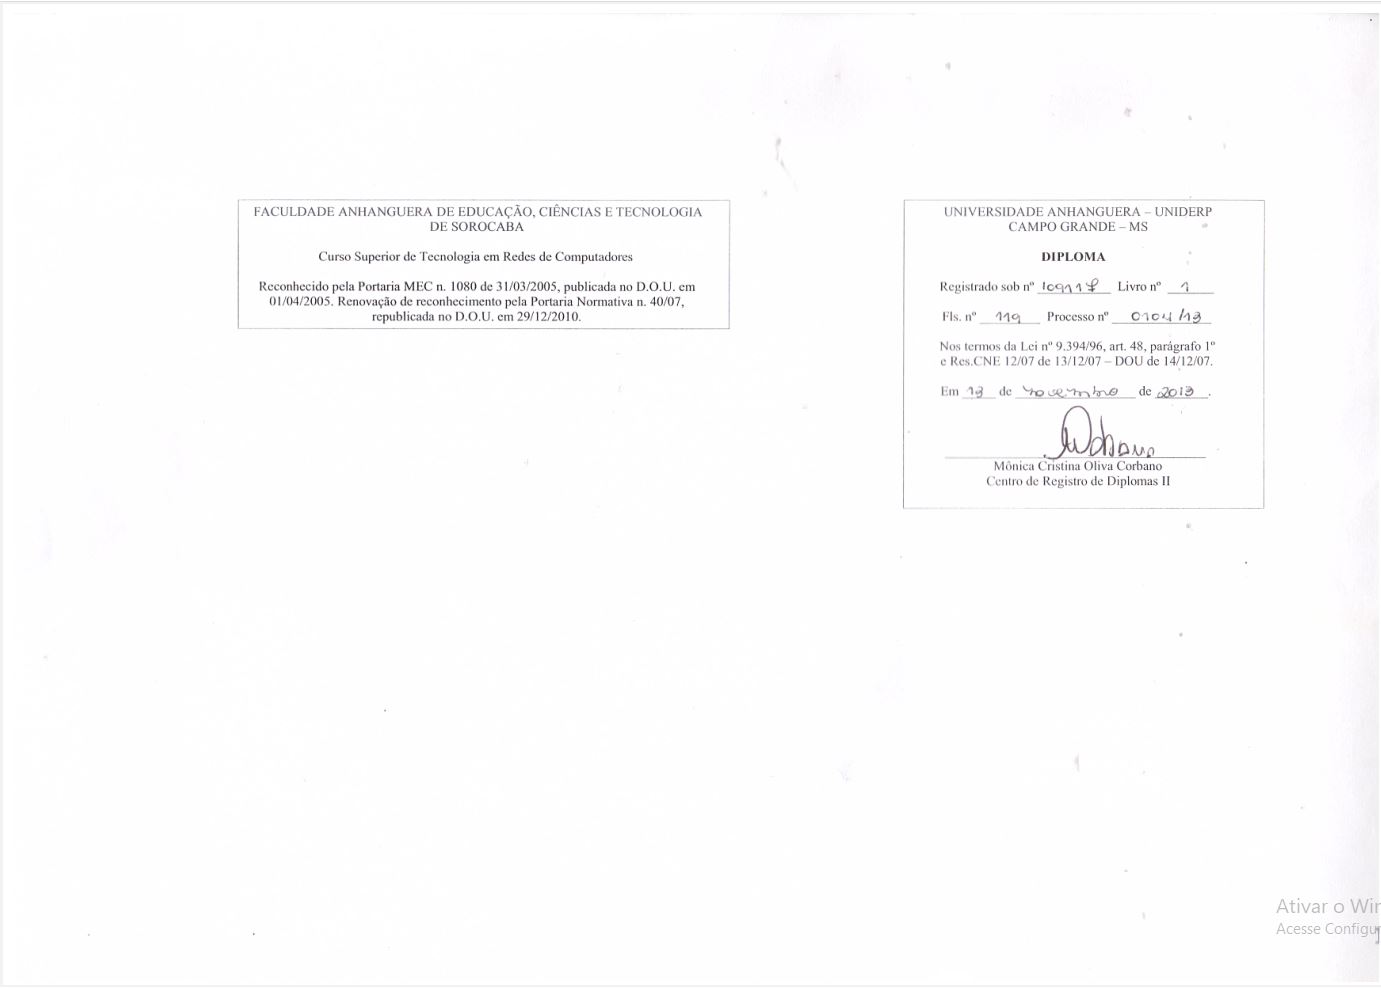 FACULDADE ANHANGUERA DE EDUCAÇÃO, CIÊNCIAS E TECNOLOGIA
DE SOROCABA
Curso Superior de Tecnologia em Redes de Computadores
Reconhecido pela Portaria MEC n. 1080 de 31/03/2005, publicada no D.O.U. em
01/04/2005. Renovação de reconhecimento pela Portaria Normativa n. 40/07,
republicada no D.O.U. em 29/12/2010.
UNIVERSIDADE ANHANGUERA – UNIDERP
CAMPO GRANDE – MS
DIPLOMA
Registrado sob nº Livro nº 1
Fls. nº 119 Processo nº 0104/13
Nos termos da Lei nº 9.394/96, art. 48, parágrafo 1º
e Res.CNE 12/07 de 13/12/07 – DOU de 14/12/07.
Em 13 de novembro de 2013.
Mônica Cristina Oliva Corbano
Centro de Registro de Diplomas II
Ativar o Wir
Acesse Configu